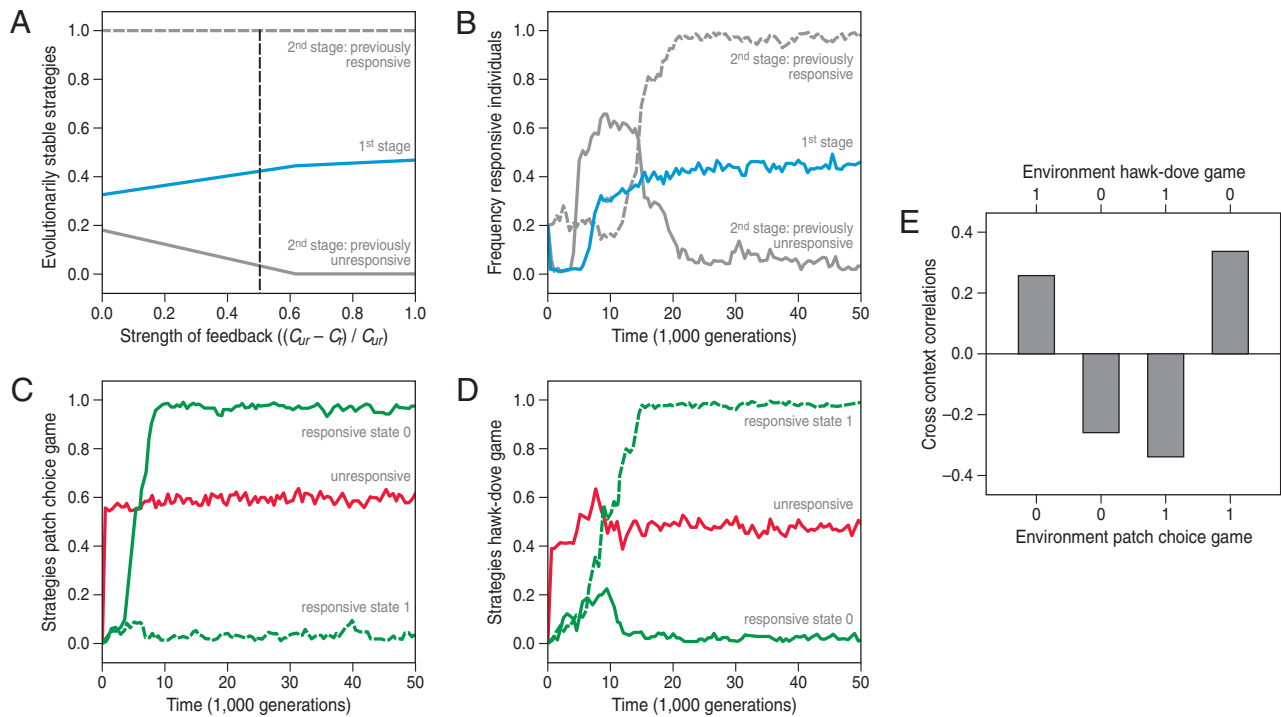 A
Evolutionarily stable strategies
1.0
0.8
0.6
0.4
0.2
0.0
2nd stage: previously
responsive
1st stage
2nd stage: previously
unresponsive
0.0 0.2 0.4 0.6 0.8 1.0
Strength of feedback ((Cur – Cr) / Cur)
B
Frequency responsive individuals
1.0
0.8
0.6
0.4
0.2
0.0
2nd stage: previously
responsive
1st stage
2nd stage: previously
unresponsive
0 10 20 30 40 50
Time (1,000 generations)
C
Strategies patch choice game
1.0
0.8
0.6
0.4
0.2
0.0
responsive state 0
unresponsive
responsive state 1
0 10 20 30 40 50
Time (1,000 generations)
D
Strategies hawk-dove game
1.0
0.8
0.6
0.4
0.2
0.0
responsive state 1
unresponsive
responsive state 0
0 10 20 30 40 50
Time (1,000 generations)
E
Environment hawk-dove game
1 0 1 0
Cross context correlations
0.4
0.2
0.0
–0.2
–0.4
0 0 1 1
Environment patch choice game